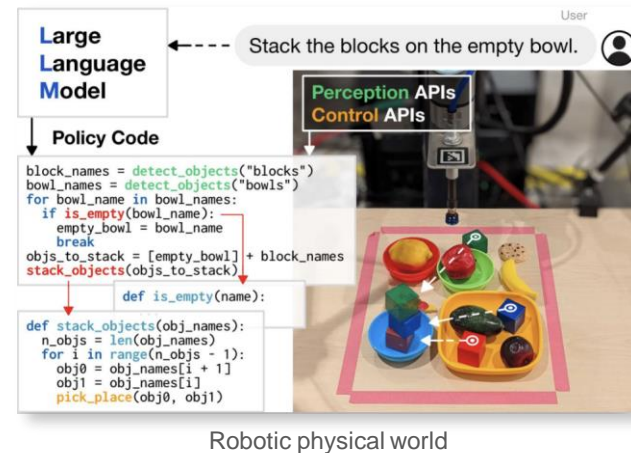 User
Stack the blocks on the empty bowl.
Large
Language
Model
Perception APIs
Control APIs
Policy Code
block_names = detect_objects("blocks")
bowl_names = detect_objects("bowls")
for bowl_name in bowl_names:
  if is_empty(bowl_name):
    empty_bowl = bowl_name
    break
objs_to_stack = [empty_bowl] + block_names
stack_objects(objs_to_stack)
def is_empty(name):
...
def stack_objects(obj_names):
  n_objs = len(obj_names)
  for i in range(n_objs - 1):
    obj0 = obj_names[i + 1]
    obj1 = obj_names[i]
    pick_place(obj0, obj1)
Robotic physical world